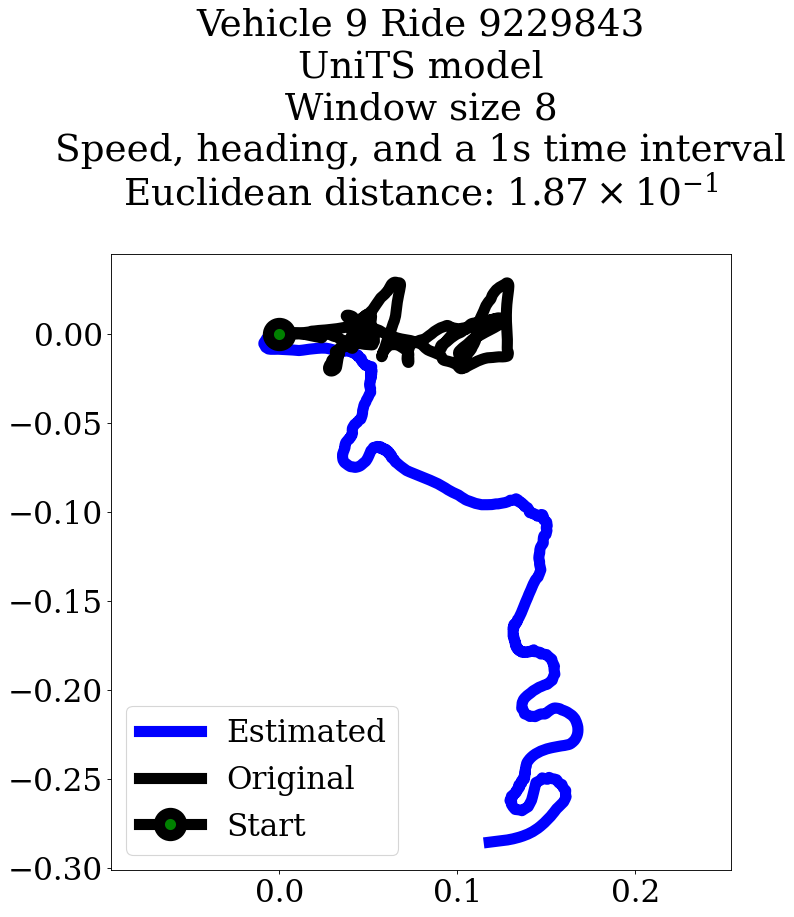 Vehicle 9 Ride 9229843
UniTS model
Window size 8
Speed, heading, and a 1s time interval
Euclidean distance: $1.87 \times 10^{-1}$
0.00
−0.05
−0.10
−0.15
−0.20
−0.25
−0.30
Estimated
Original
Start
0.0 0.1 0.2